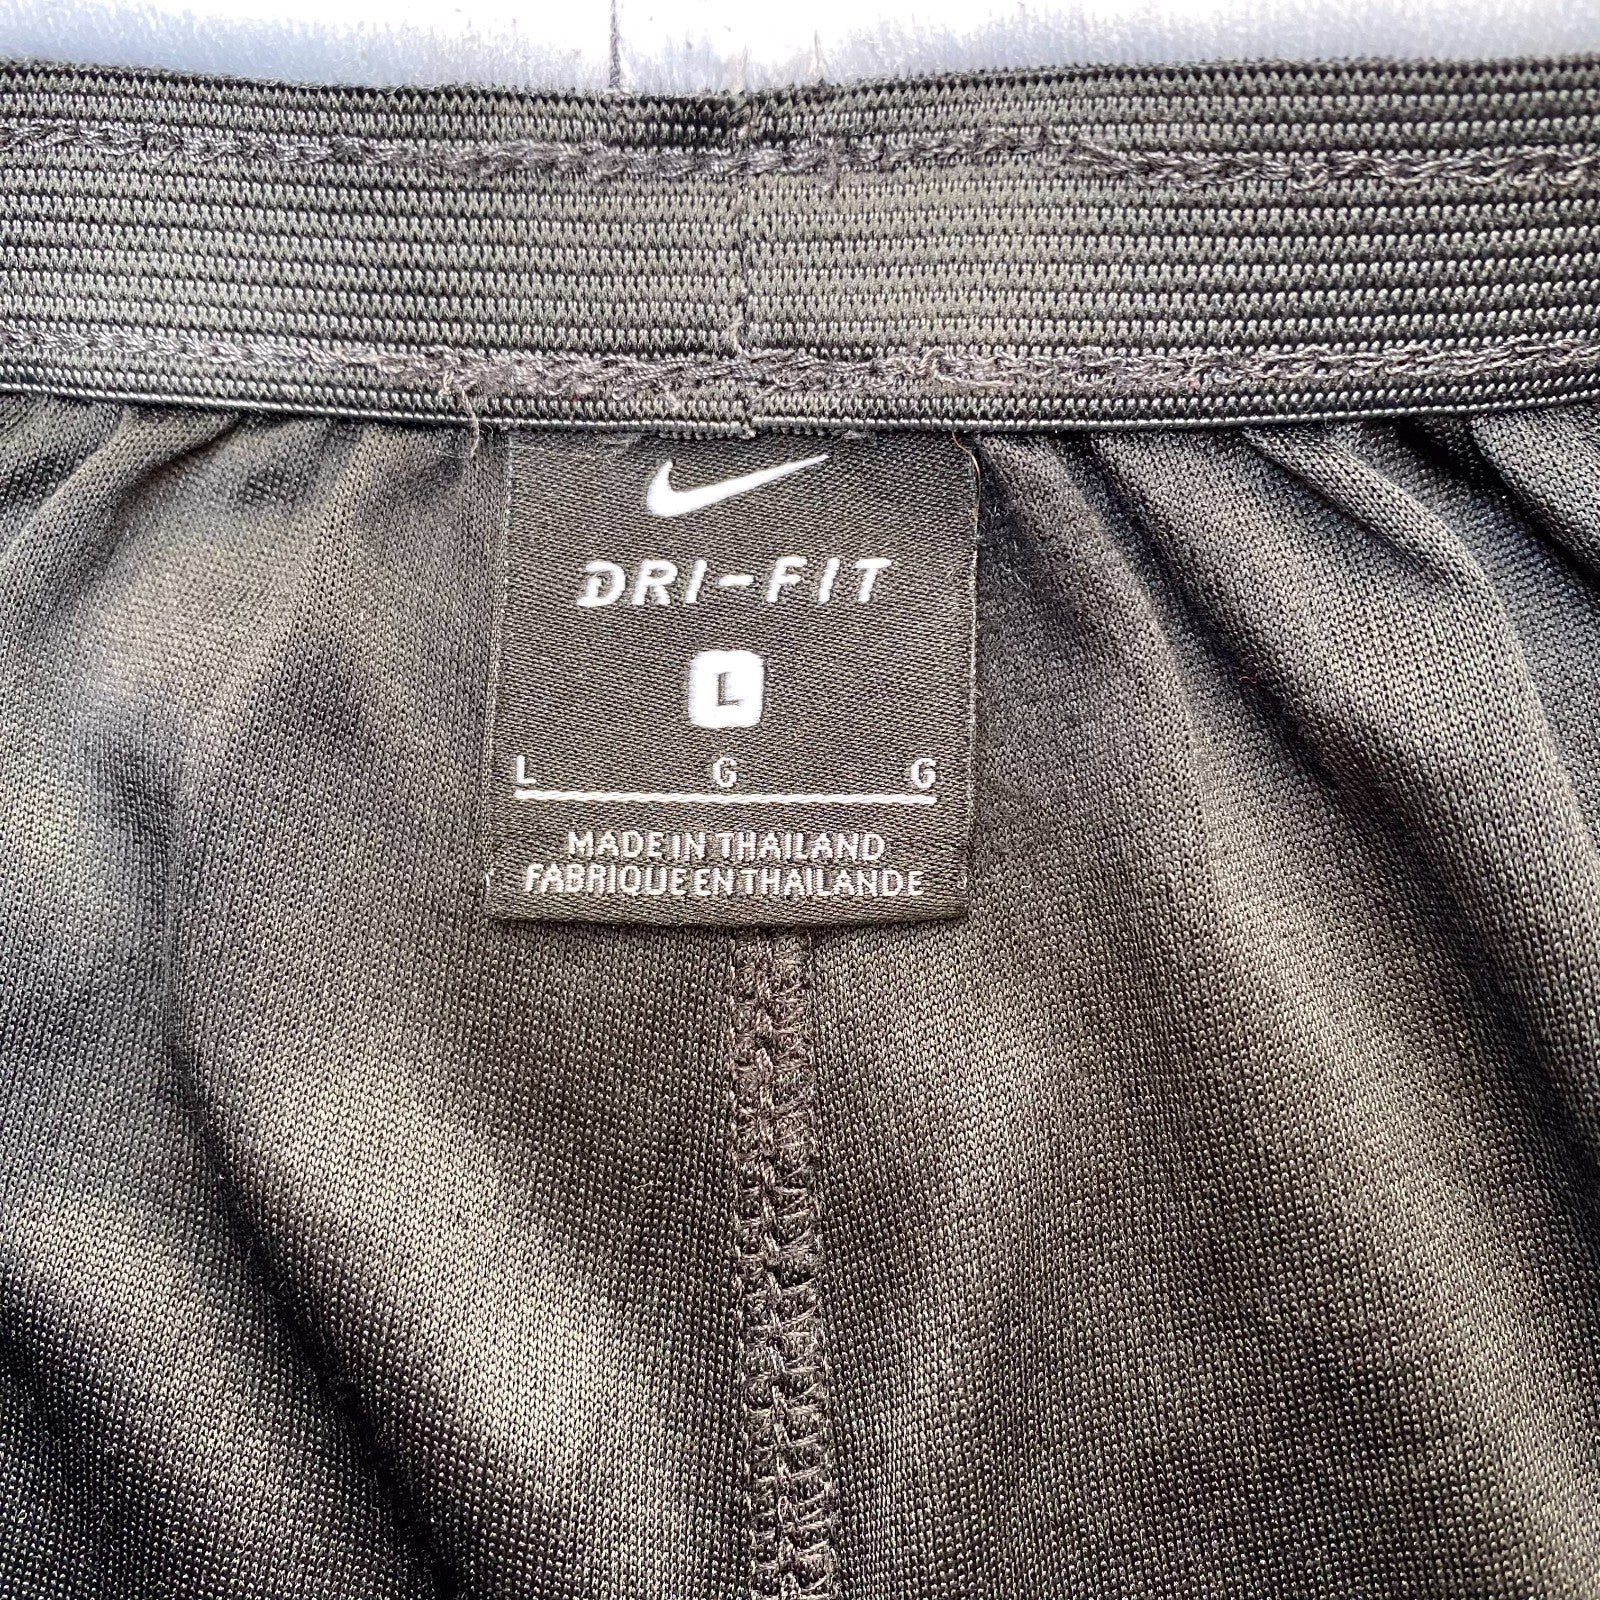 DRI-FIT
L
L G G
MADE IN THAILAND
FABRIQUE EN THAILANDE